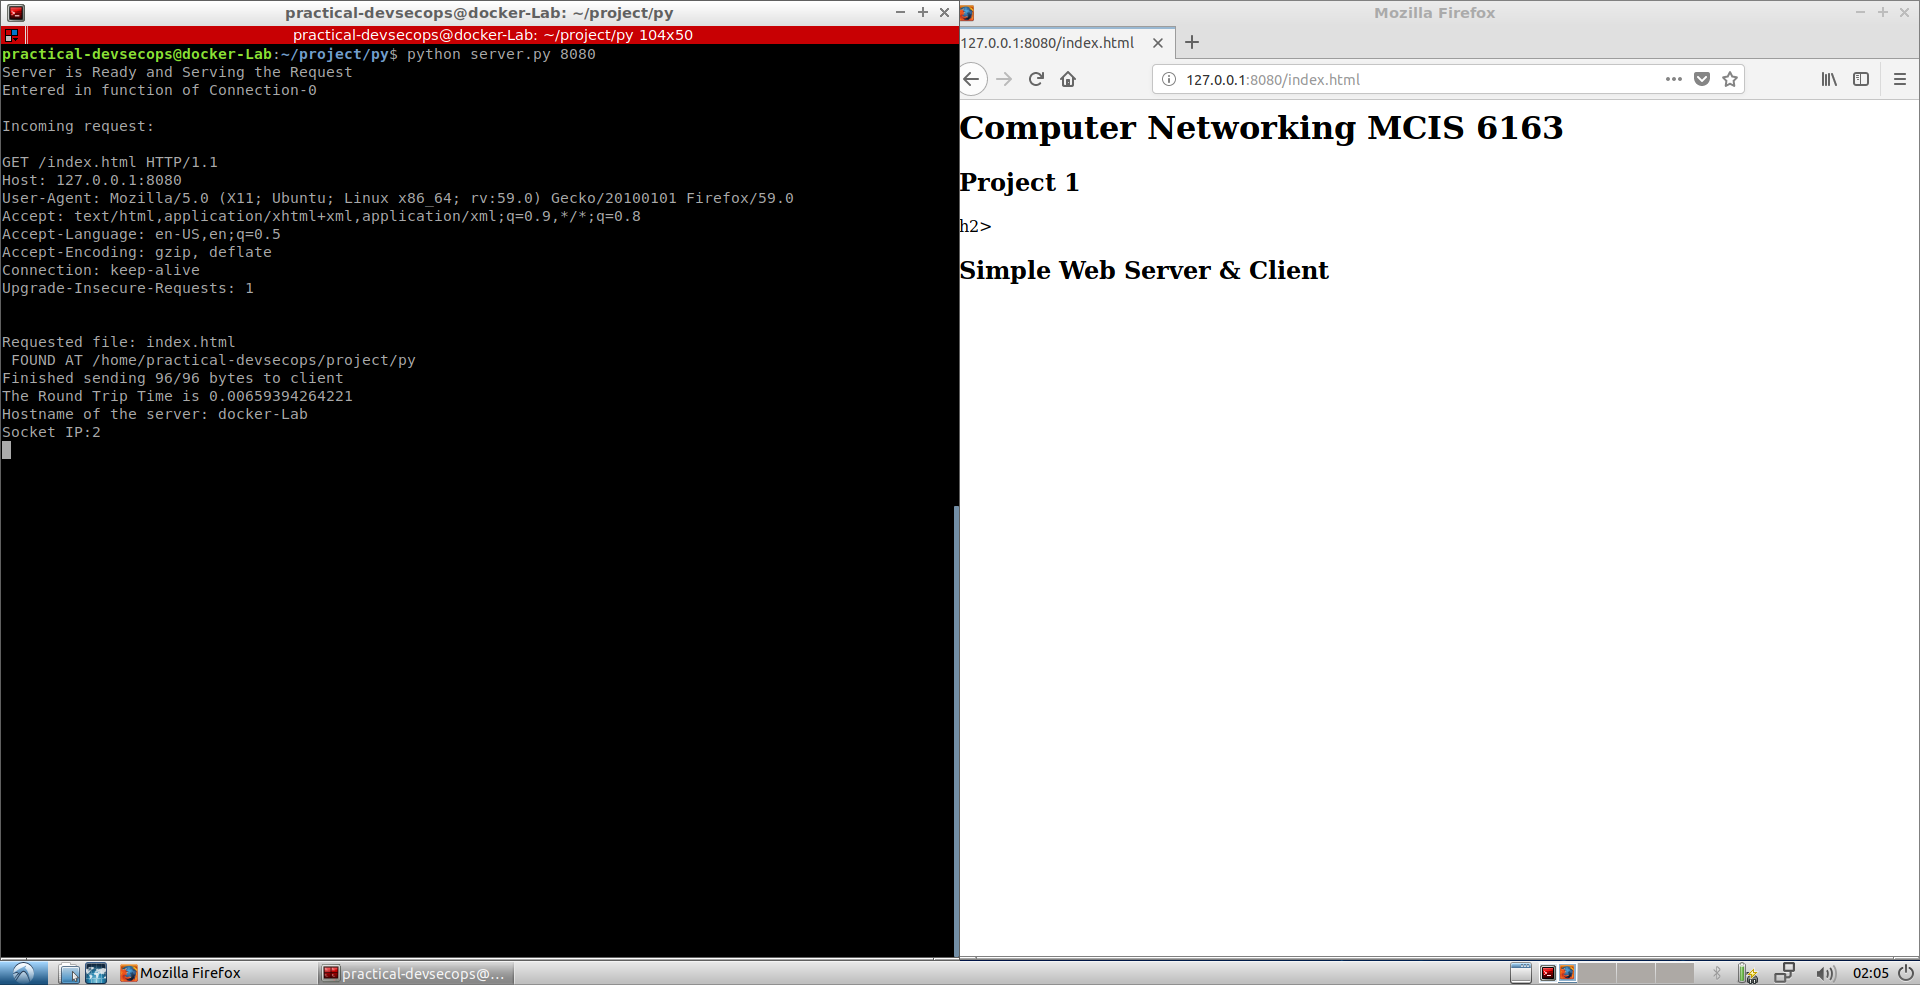 practical-devsecops@docker-Lab: ~/project/py
practical-devsecops@docker-Lab: ~/project/py 104x50
practical-devsecops@docker-Lab:~/project/py$ python server.py 8080
Server is Ready and Serving the Request
Entered in function of Connection-0
Incoming request:
GET /index.html HTTP/1.1
Host: 127.0.0.1:8080
User-Agent: Mozilla/5.0 (X11; Ubuntu; Linux x86_64; rv:59.0) Gecko/20100101 Firefox/59.0
Accept: text/html,application/xhtml+xml,application/xml;q=0.9,*/*;q=0.8
Accept-Language: en-US,en;q=0.5
Accept-Encoding: gzip, deflate
Connection: keep-alive
Upgrade-Insecure-Requests: 1
Requested file: index.html
FOUND AT /home/practical-devsecops/project/py
Finished sending 96/96 bytes to client
The Round Trip Time is 0.00659394264221
Hostname of the server: docker-Lab
Socket IP:2
Mozilla Firefox
127.0.0.1:8080/index.html
127.0.0.1:8080/index.html
Computer Networking MCIS 6163
Project 1
h2>
Simple Web Server & Client
Mozilla Firefox
practical-devsecops@...
02:05